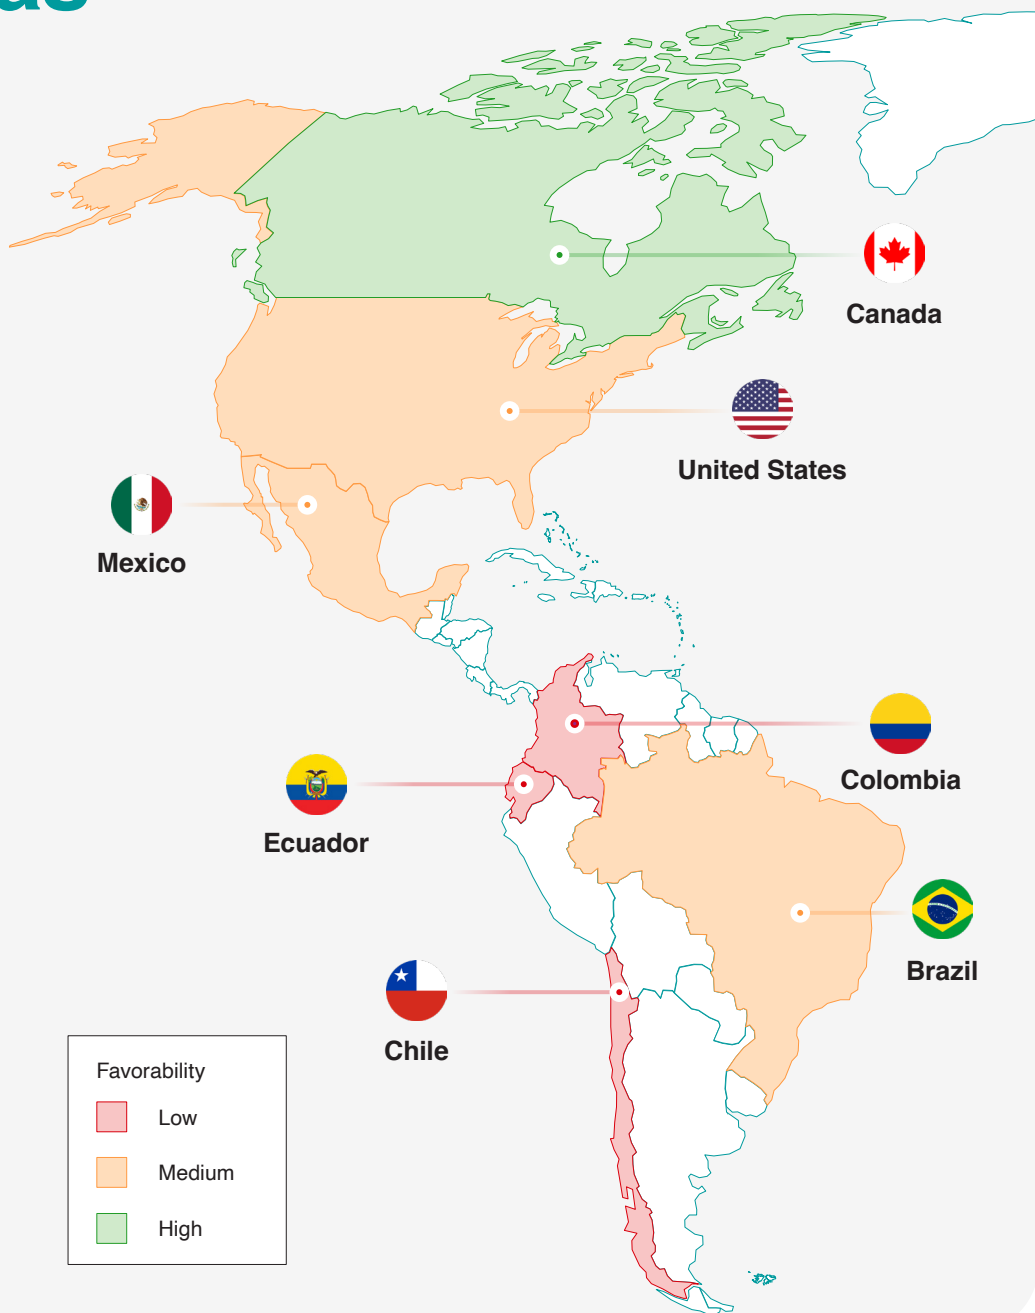 Canada
United States
Mexico
Colombia
Ecuador
Brazil
Chile
Favorability
Low
Medium
High